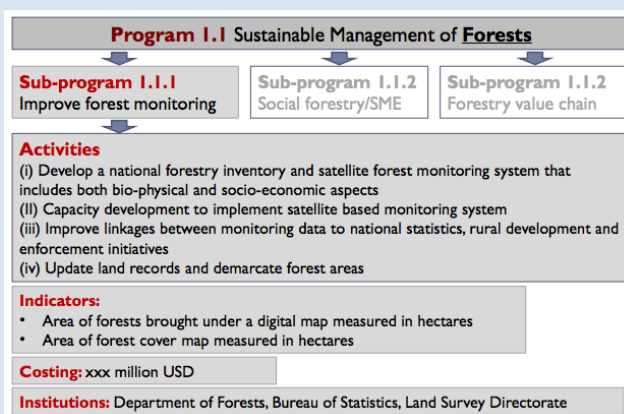 Program 1.1 Sustainable Management of Forests
Sub-program 1.1.1
Improve forest monitoring
Sub-program 1.1.2
Social forestry/SME
Sub-program 1.1.2
Forestry value chain
Activities
(i) Develop a national forestry inventory and satellite forest monitoring system that
includes both bio-physical and socio-economic aspects
(II) Capacity development to implement satellite based monitoring system
(iii) Improve linkages between monitoring data to national statistics, rural development and
enforcement initiatives
(iv) Update land records and demarcate forest areas
Indicators:
• Area of forests brought under a digital map measured in hectares
• Area of forest cover map measured in hectares
Costing: xxx million USD
Institutions: Department of Forests, Bureau of Statistics, Land Survey Directorate